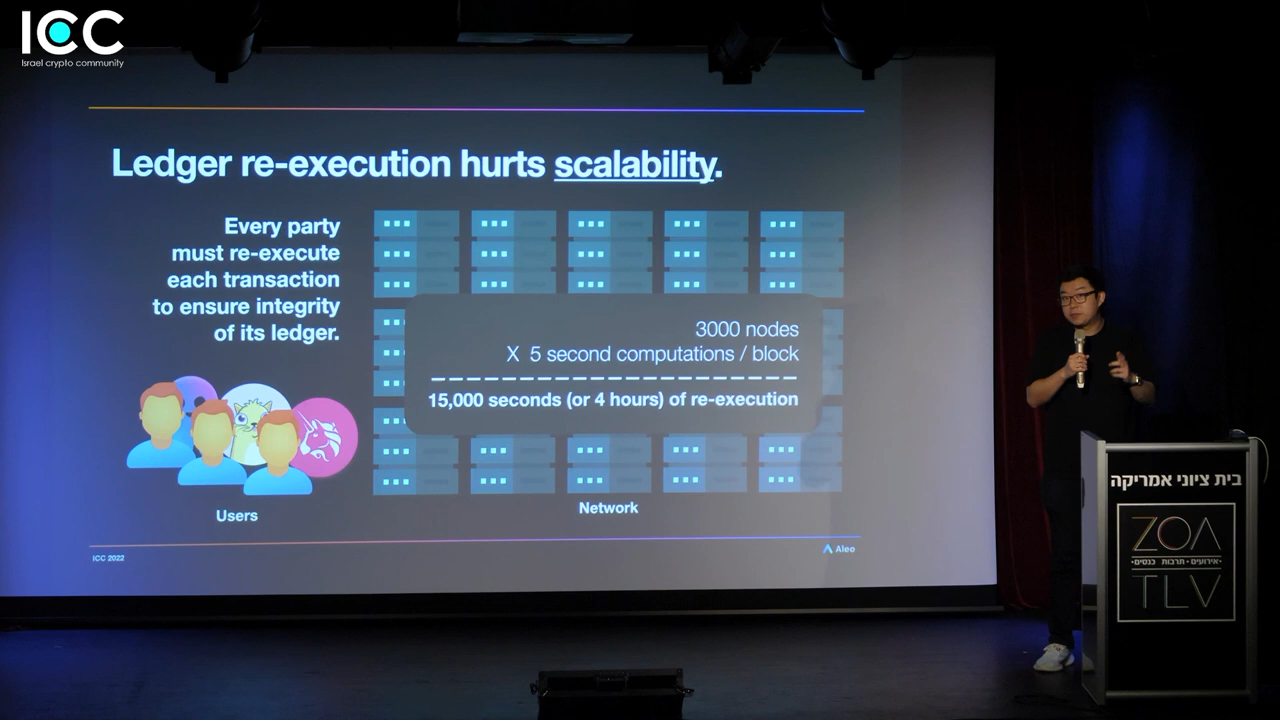 ICC
Israel crypto community
Ledger re-execution hurts scalability.
Every party
must re-execute
each transaction
to ensure integrity
of its ledger.
3000 nodes
X 5 second computations / block
15,000 seconds (or 4 hours) of re-execution
Users
Network
ICC 2022
Aleo
בית ציוני אמריקה
ZOA
•אירועים • תרבות כנסים•
TLV